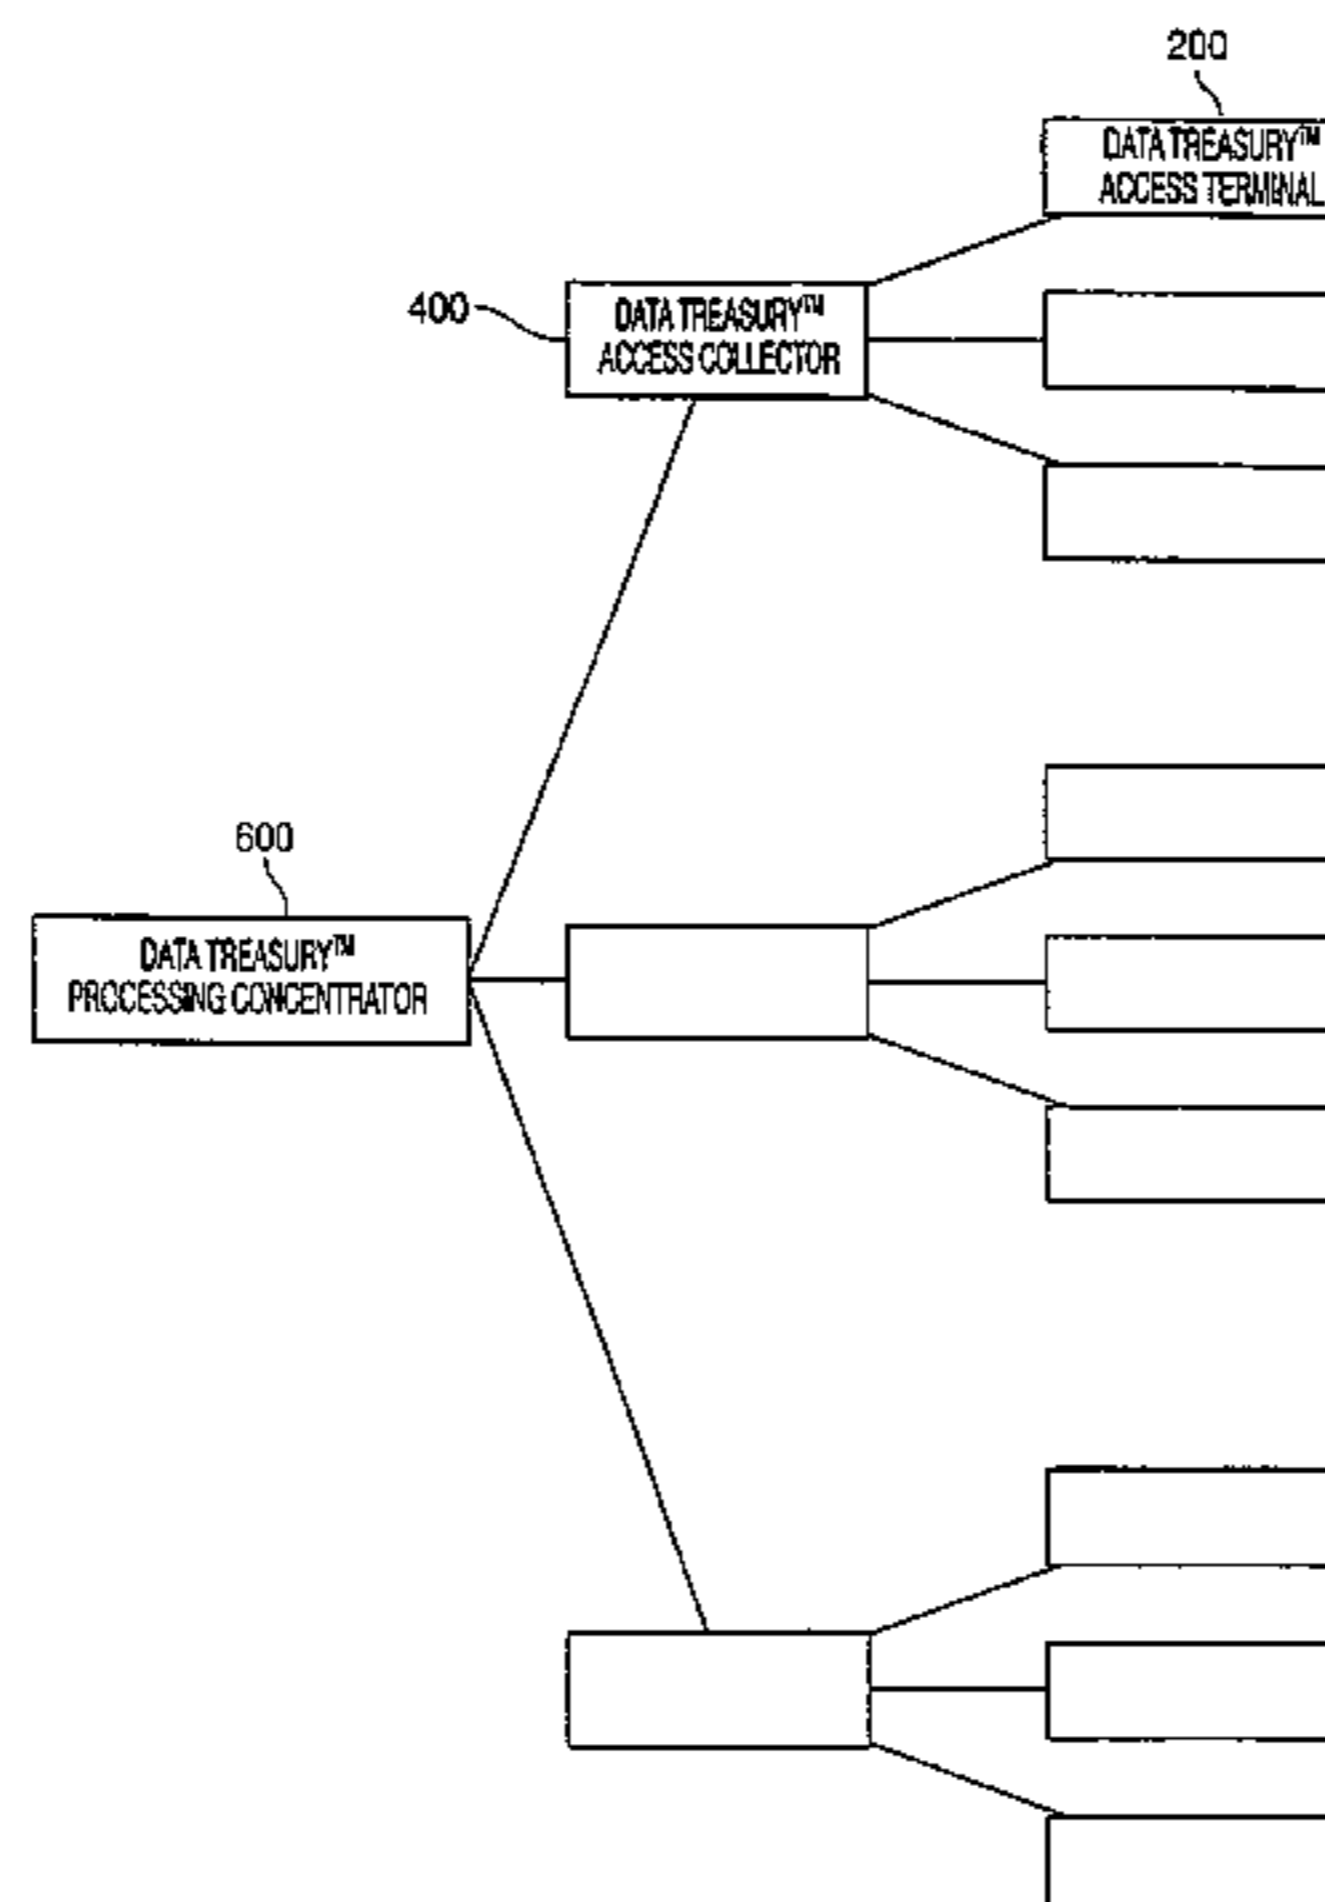 200
DATA TREASURY™
ACCESS TERMINAL
400
DATA TREASURY™
ACCESS COLLECTOR
600
DATA TREASURY™
PROCESSING CONCENTRATOR